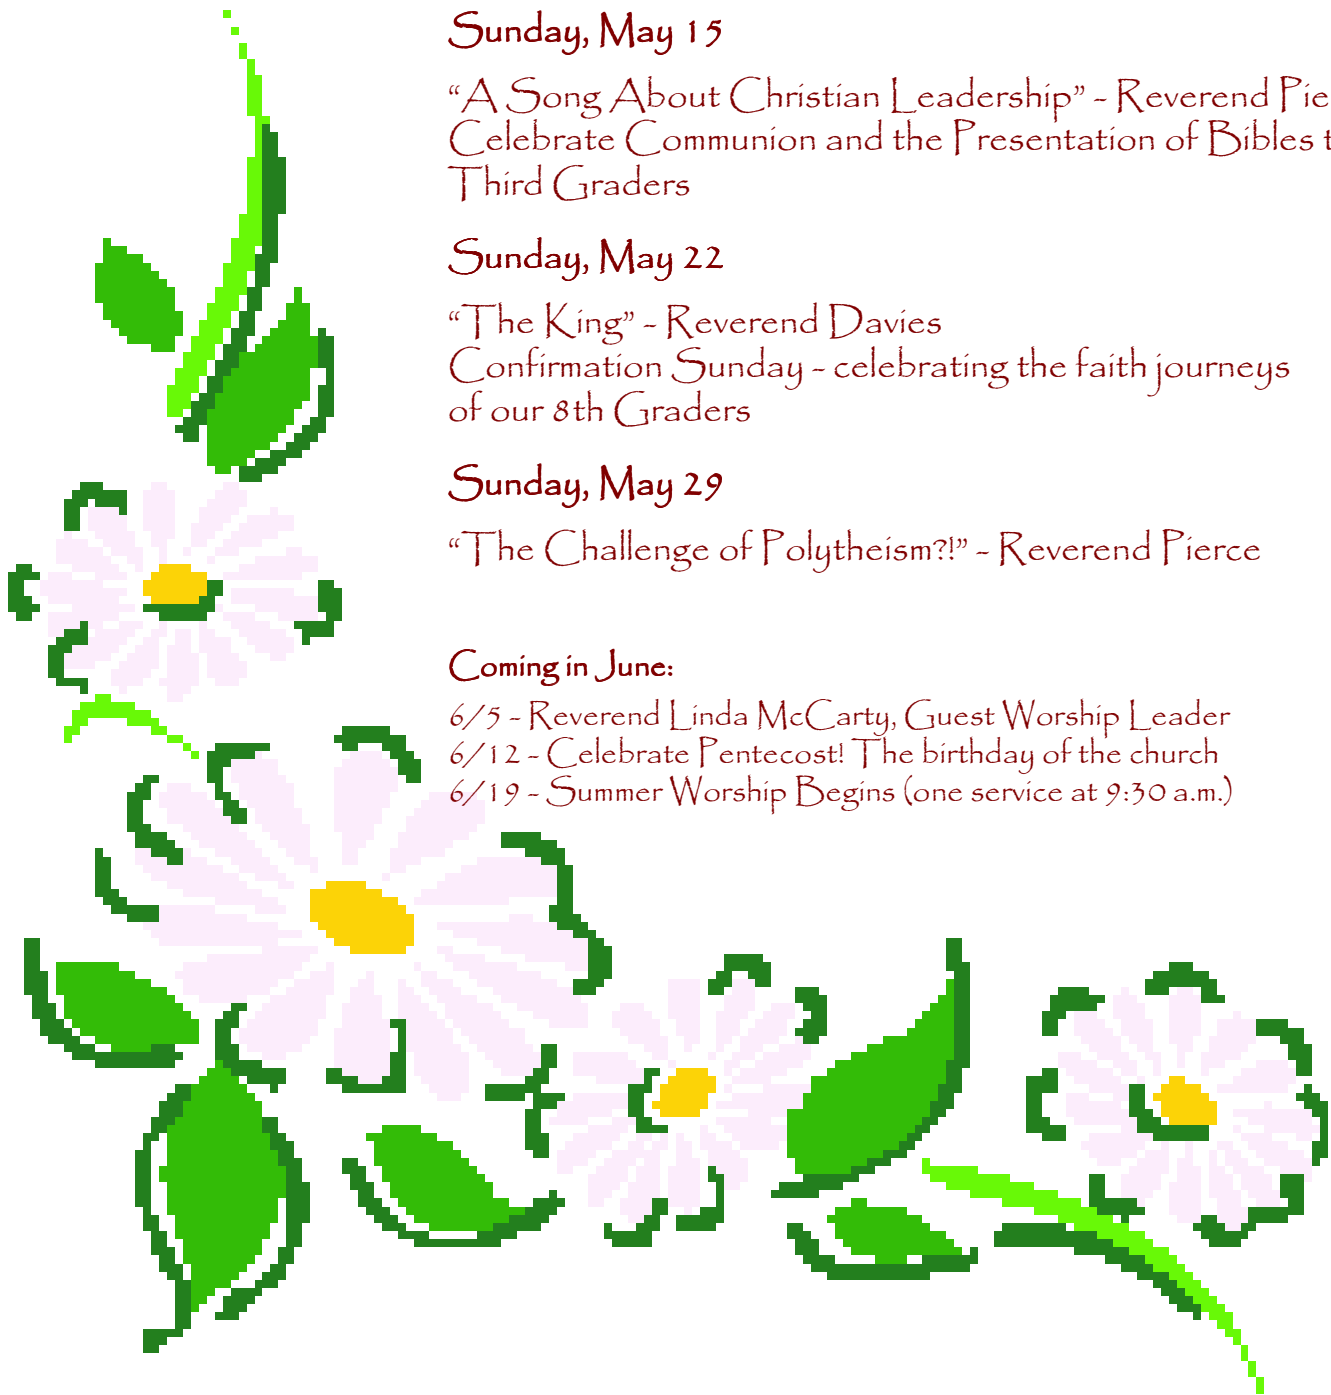 Sunday, May 15
“A Song About Christian Leadership” - Reverend
Celebrate Communion and the Presentation of Bibles
Third Graders
Sunday, May 22
“The King” - Reverend Davies
Confirmation Sunday - celebrating the faith journeys
of our 8th Graders
Sunday, May 29
“The Challenge of Polytheism?!” - Reverend Pierce
Coming in June:
6/5 - Reverend Linda McCarty, Guest Worship Leader
6/12 - Celebrate Pentecost! The birthday of the church
6/19 - Summer Worship Begins (one service at 9:30 a.m.)